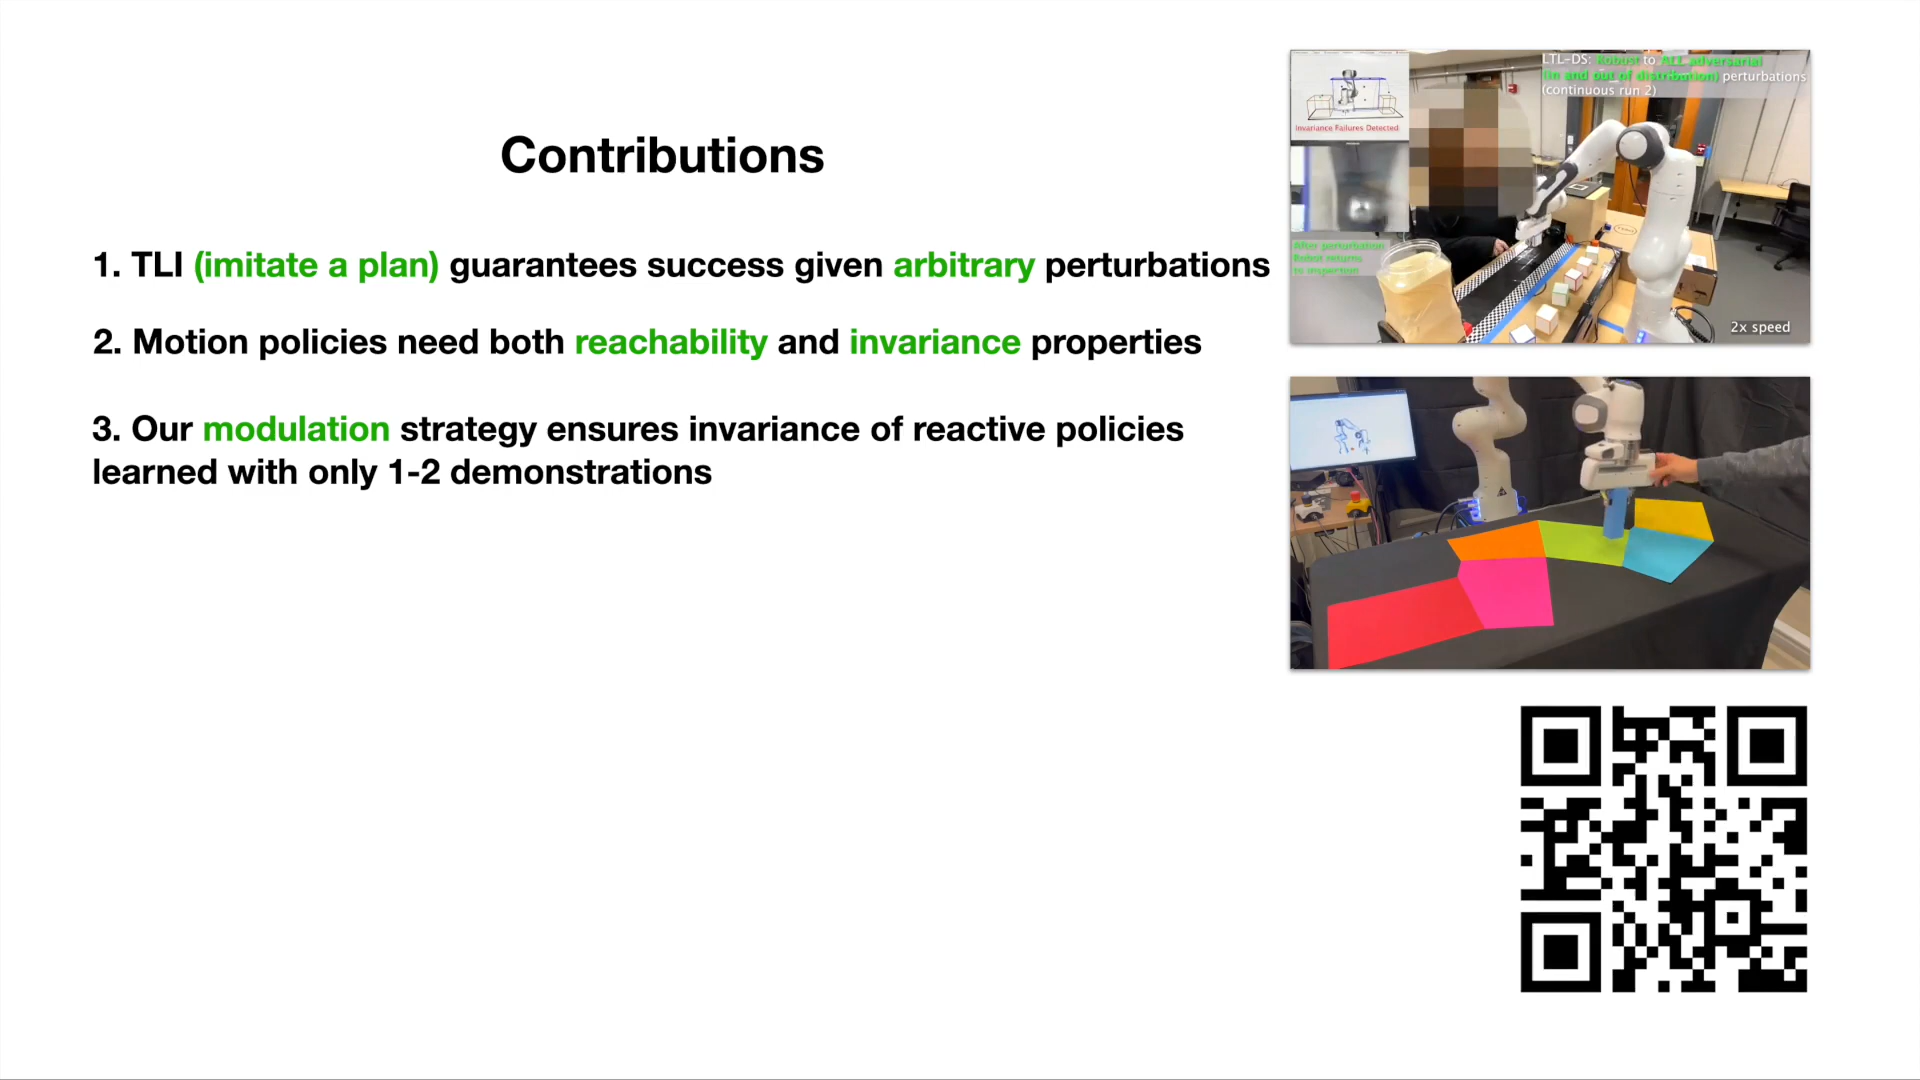 Contributions
1. TLI (imitate a plan) guarantees success given arbitrary perturbations
2. Motion policies need both reachability and invariance properties
3. Our modulation strategy ensures invariance of reactive policies
learned with only 1-2 demonstrations
LTL-DS: Robust to ALL adversarial
(in and out of distribution) perturbations
(continuous run 2)
Invariance Failures Detected
After perturbation
Robot returns
to inspection
2x speed